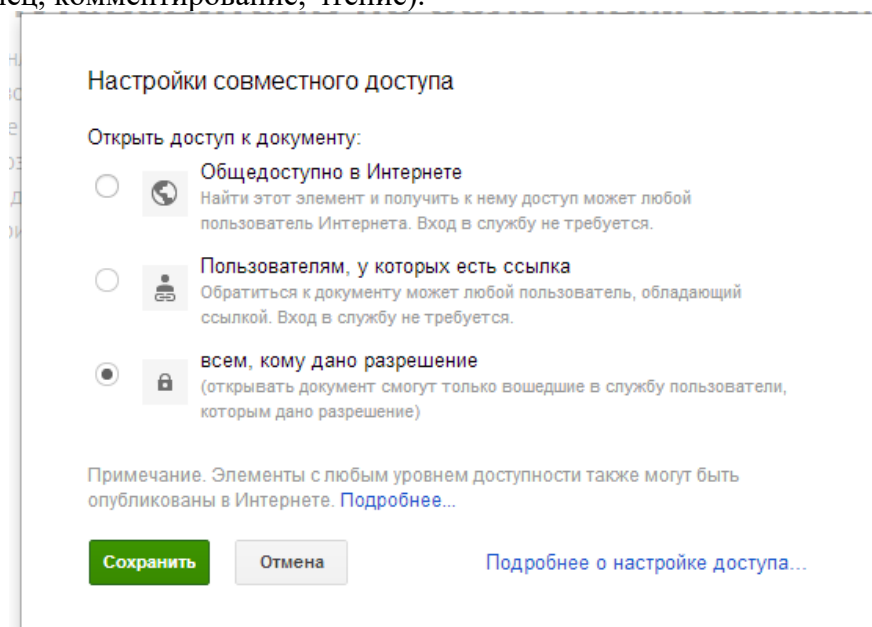 комментирование, чтение).
Настройки совместного доступа
Открыть доступ к документу:
Общедоступно в Интернете
Найти этот элемент и получить к нему доступ может любой
пользователь Интернета. Вход в службу не требуется.
Пользователям, у которых есть ссылка
Обратиться к документу может любой пользователь, обладающий
ссылкой. Вход в службу не требуется.
всем, кому дано разрешение
(открывать документ смогут только вошедшие в службу пользователи,
которым дано разрешение)
Примечание. Элементы с любым уровнем доступности также могут быть
опубликованы в Интернете. Подробнее...
Сохранить Отмена Подробнее о настройке доступа...